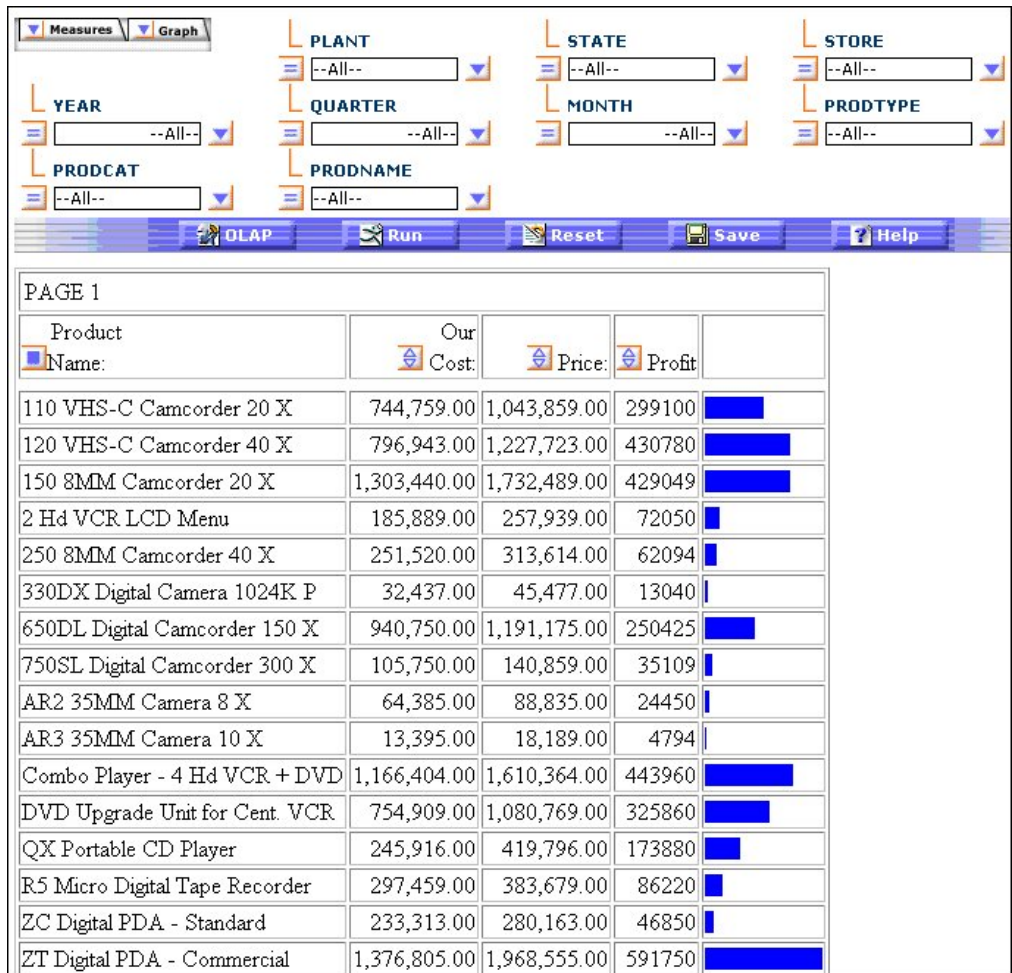 Measures Graph
PLANT STATE STORE
--All-- --All-- --All--
YEAR QUARTER MONTH PRODTYPE
--All-- --All-- --All-- --All--
PRODCAT PRODNAME
--All-- --All--
OLAP Run Reset Save ? Help
PAGE 1
Product Our
Name: Cost: Price: Profit
110 VHS-C Camcorder 20 X 744,759.00 1,043,859.00 299100
120 VHS-C Camcorder 40 X 796,943.00 1,227,723.00 430780
150 8MM Camcorder 20 X 1,303,440.00 1,732,489.00 429049
2 Hd VCR LCD Menu 185,889.00 257,939.00 72050
250 8MM Camcorder 40 X 251,520.00 313,614.00 62094
330DX Digital Camera 1024K P 32,437.00 45,477.00 13040
650DL Digital Camcorder 150 X 940,750.00 1,191,175.00 250425
750SL Digital Camcorder 300 X 105,750.00 140,859.00 35109
AR2 35MM Camera 8 X 64,385.00 88,835.00 24450
AR3 35MM Camera 10 X 13,395.00 18,189.00 4794
Combo Player - 4 Hd VCR + DVD 1,166,404.00 1,610,364.00 443960
DVD Upgrade Unit for Cent. VCR 754,909.00 1,080,769.00 325860
QX Portable CD Player 245,916.00 419,796.00 173880
R5 Micro Digital Tape Recorder 297,459.00 383,679.00 86220
ZC Digital PDA - Standard 233,313.00 280,163.00 46850
ZT Digital PDA - Commercial 1,376,805.00 1,968,555.00 591750